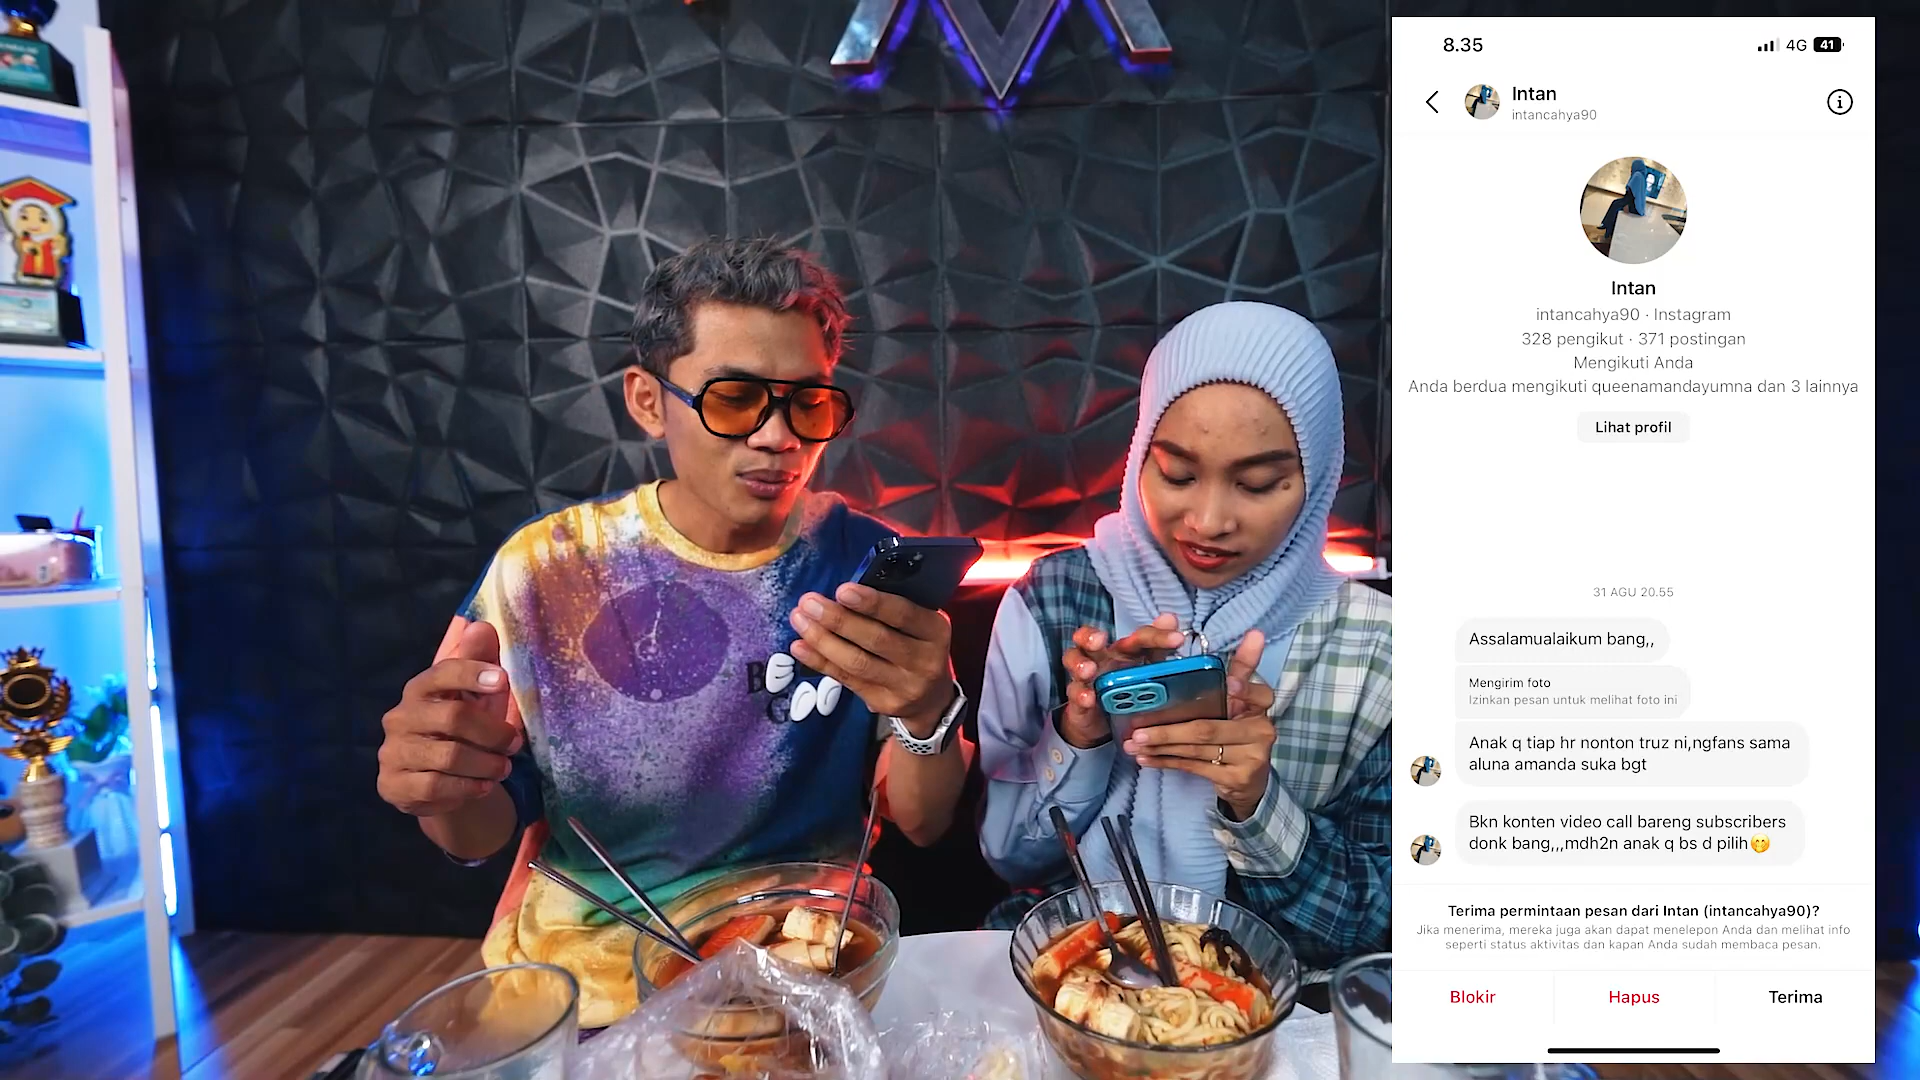 8.35
4G 41
Intan
intancahya90
Intan
intancahya90 · Instagram
328 pengikut · 371 postingan
Mengikuti Anda
Anda berdua mengikuti queenamandayumna dan 3 lainnya
Lihat profil
31 AGU 20.55
Assalamualaikum bang,,
Mengirim foto
Izinkan pesan untuk melihat foto ini
Anak q tiap hr nonton truz ni,ngfans sama
aluna amanda suka bgt
Bkn konten video call bareng subscribers
donk bang,,,mdh2n anak q bs d pilih🤭
Terima permintaan pesan dari Intan (intancahya90)?
Jika menerima, mereka juga akan dapat menelepon Anda dan melihat info
seperti status aktivitas dan kapan Anda sudah membaca pesan.
Blokir
Hapus
Terima